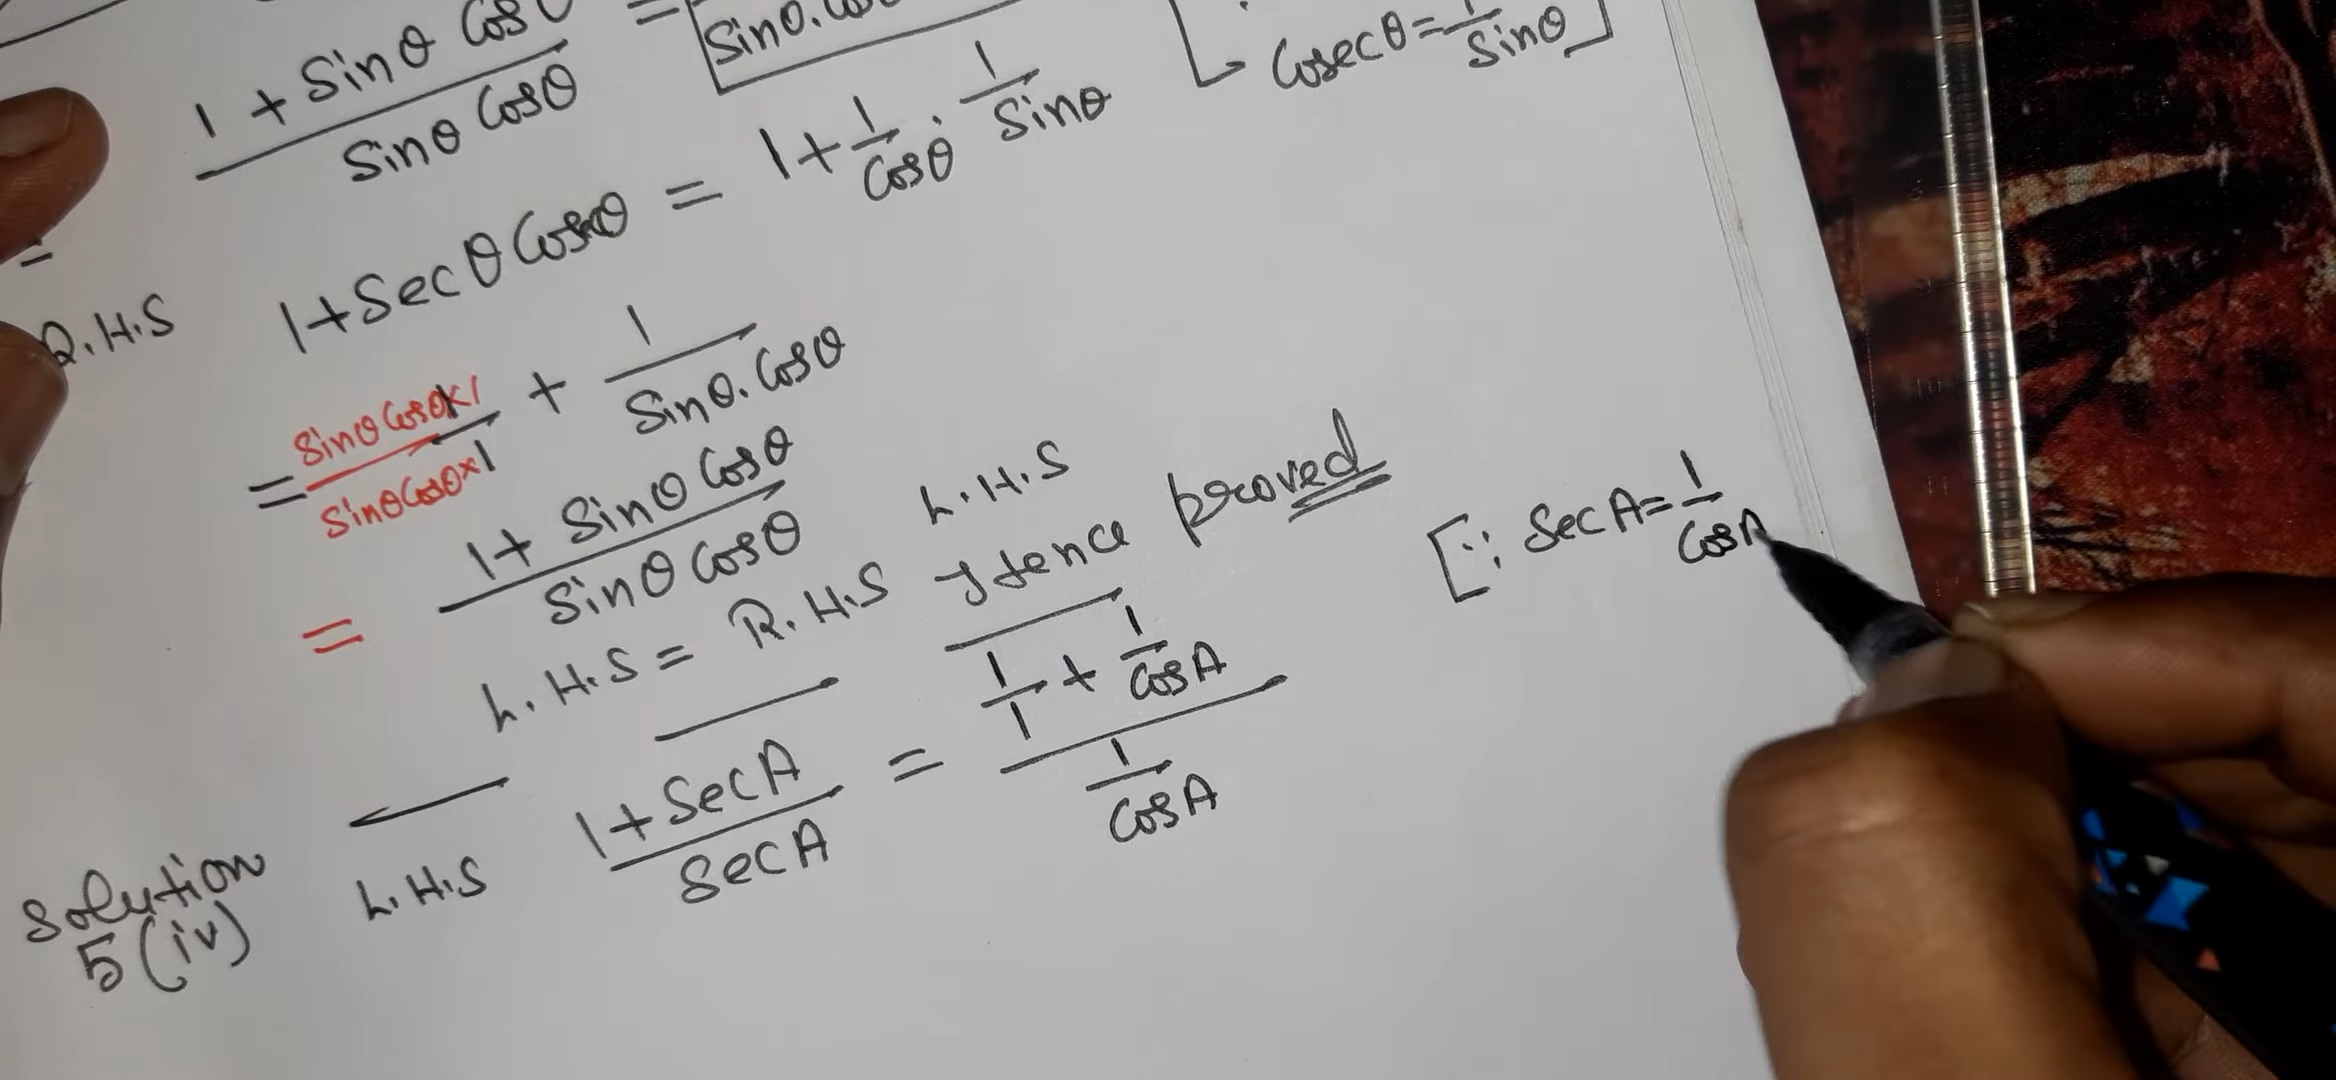 1 + Sinθ Cosθ / Sinθ Cosθ =
Cosecθ = 1/Sinθ ]
R.H.S 1+Secθ Cosecθ = 1 + 1/Cosθ . 1/Sinθ
= Sinθ Cosθ×1 / Sinθ Cosθ×1 + 1 / Sinθ.Cosθ
= 1+ Sinθ Cosθ / Sinθ Cosθ L.H.S
L.H.S = R.H.S Hence proved
Solution
5(iv)
L.H.S 1+SecA / SecA = 1/1 + 1/CosA / 1/CosA
[∵ SecA = 1/CosA